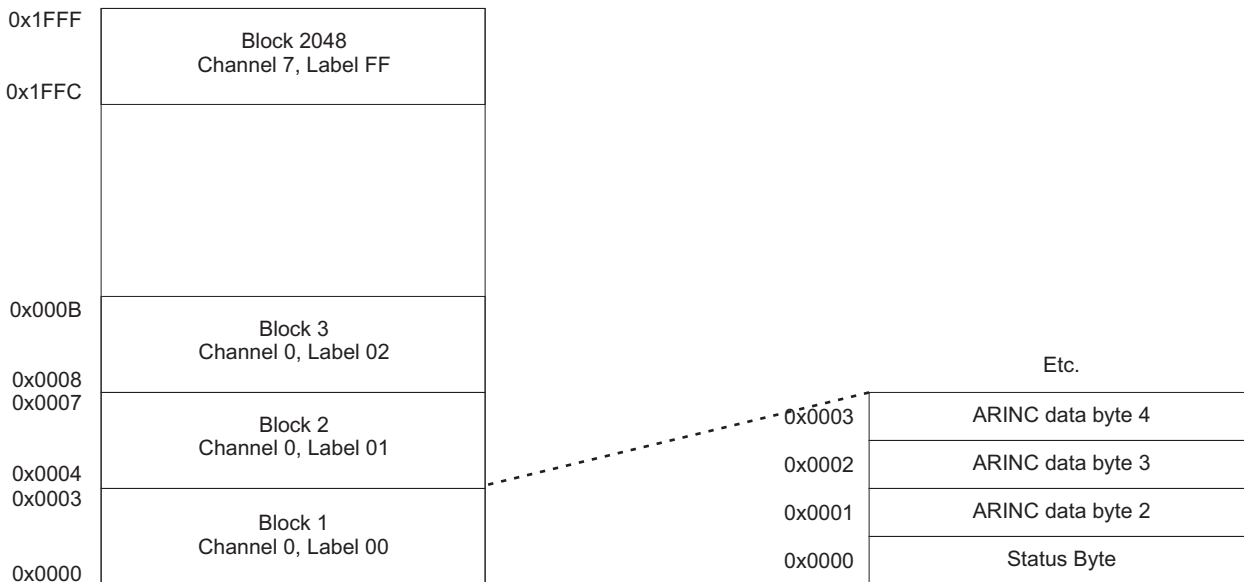 0x1FFF
Block 2048
Channel 7, Label FF
0x1FFC
0x000B
Block 3
Channel 0, Label 02
0x0008
0x0007
Block 2
Channel 0, Label 01
0x0004
0x0003
Block 1
Channel 0, Label 00
0x0000
Etc.
0x0003 ARINC data byte 4
0x0002 ARINC data byte 3
0x0001 ARINC data byte 2
0x0000 Status Byte